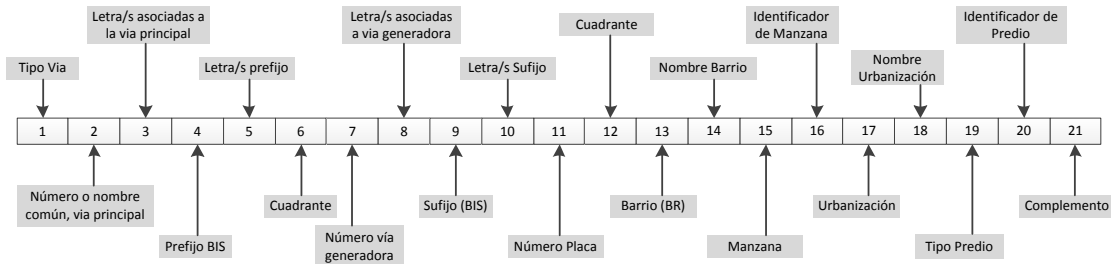 Letra/s asociadas a
la via principal
Letra/s asociadas
a via generadora
Cuadrante
Identificador
de Manzana
Identificador de
Predio
Tipo Via
Letra/s prefijo
Letra/s Sufijo
Nombre Barrio
Nombre
Urbanización
1 2 3 4 5 6 7 8 9 10 11 12 13 14 15 16 17 18 19 20 21
Número o nombre
común, via principal
Cuadrante
Sufijo (BIS)
Barrio (BR)
Urbanización
Complemento
Prefijo BIS
Número vía
generadora
Número Placa
Manzana
Tipo Predio